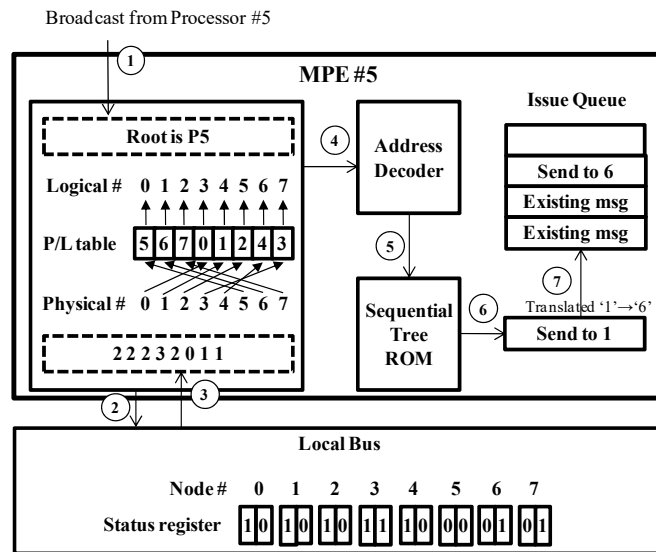 Broadcast from Processor #5
1
MPE #5
Issue Queue
Root is P5
4
Address
Decoder
Send to 6
Logical # 0 1 2 3 4 5 6 7
Existing msg
Existing msg
P/L table 5 6 7 0 1 2 4 3
5
7
Physical # 0 1 2 3 4 5 6 7
Sequential
Tree
ROM
6
Translated ‘1’→‘6’
Send to 1
2 2 2 3 2 0 1 1
2
3
Local Bus
Node # 0 1 2 3 4 5 6 7
Status register 1 0 1 0 1 0 1 1 1 0 0 0 0 1 0 1